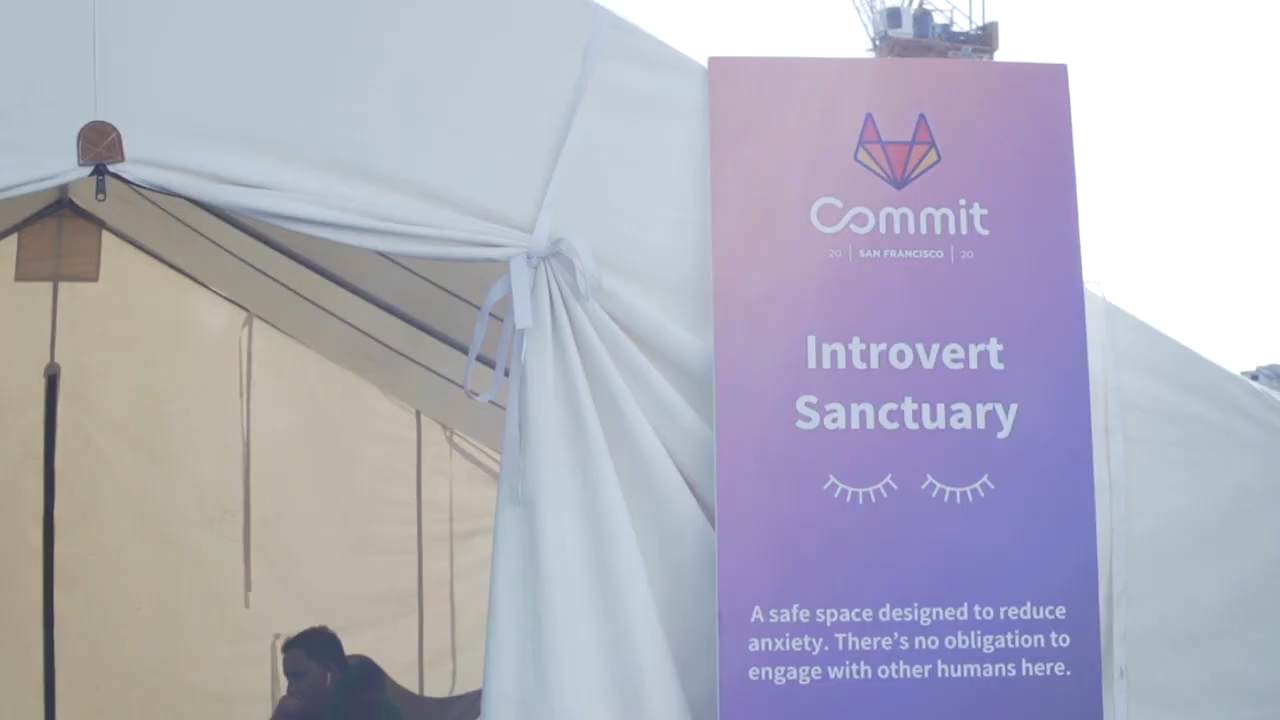 Commit
20 | SAN FRANCISCO | 20
Introvert
Sanctuary
A safe space designed to reduce
anxiety. There's no obligation to
engage with other humans here.